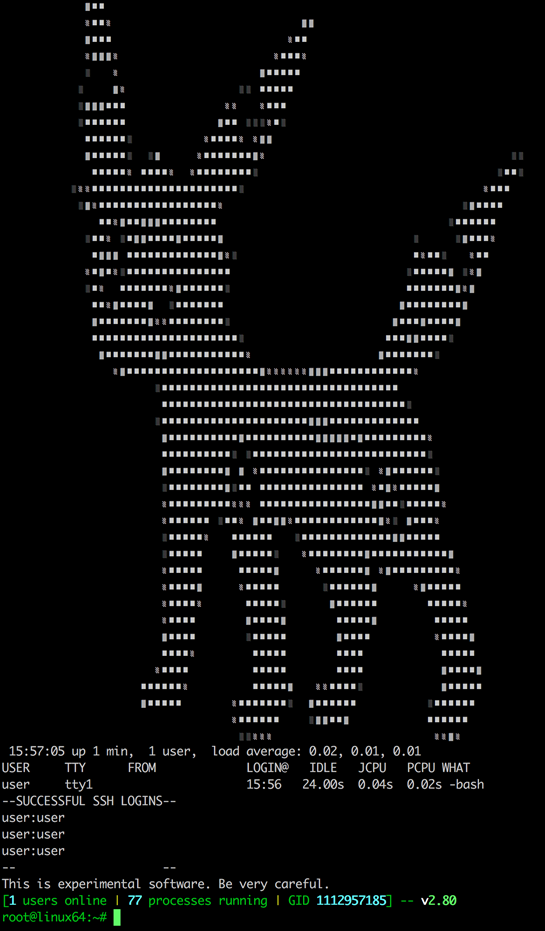 15:57:05 up 1 min,  1 user,  load average: 0.02, 0.01, 0.01
USER     TTY      FROM             LOGIN@   IDLE   JCPU   PCPU WHAT
user     tty1                      15:56   24.00s  0.04s  0.02s -bash
--SUCCESSFUL SSH LOGINS--
user:user
user:user
user:user
--                     --
This is experimental software. Be very careful.
[1 users online | 77 processes running | GID 1112957185] -- v2.80
root@linux64:~#